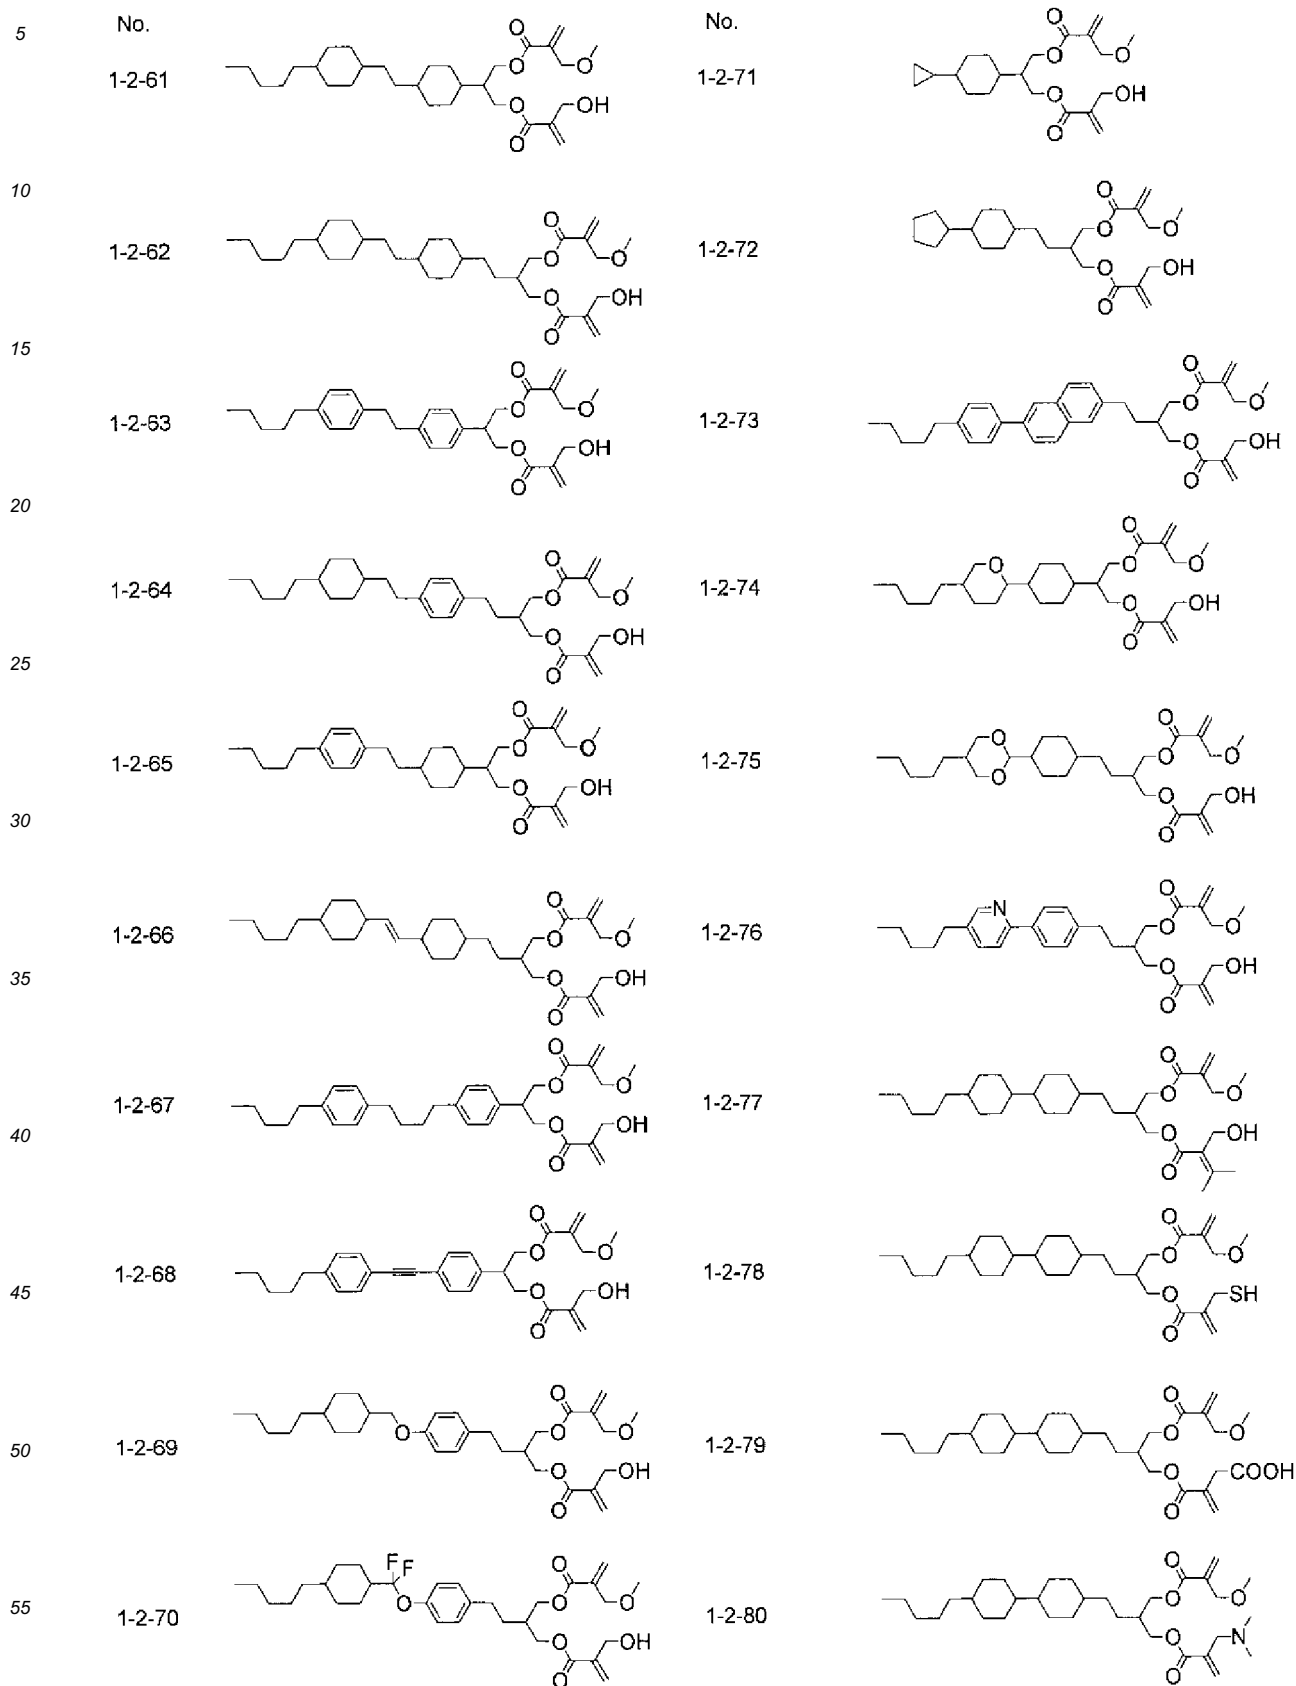 5
No.
1-2-61
O
O
O
O
OH
O
10
1-2-62
O
O
O
O
OH
O
15
1-2-63
O
O
O
O
OH
O
20
1-2-64
O
O
O
O
OH
O
25
1-2-65
O
O
O
O
OH
O
30
1-2-66
O
O
O
O
OH
O
35
1-2-67
O
O
O
O
OH
O
40
1-2-68
O
O
O
O
OH
O
45
1-2-69
O
O
O
O
O
OH
O
50
1-2-70
F
F
O
O
O
O
O
OH
O
55
No.
1-2-71
O
O
O
O
OH
O
1-2-72
O
O
O
O
OH
O
1-2-73
O
O
O
O
OH
O
1-2-74
O
O
O
O
O
OH
O
1-2-75
O
O
O
O
O
O
OH
O
1-2-76
N
O
O
O
O
OH
O
1-2-77
O
O
O
O
OH
O
1-2-78
O
O
O
O
SH
O
1-2-79
O
O
O
O
COOH
O
1-2-80
O
O
O
O
N
O